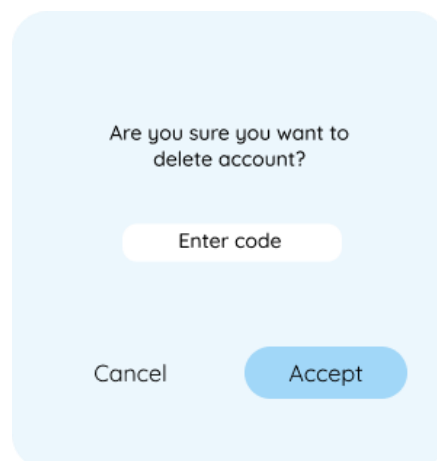 Are you sure you want to
delete account?
Enter code
Cancel
Accept